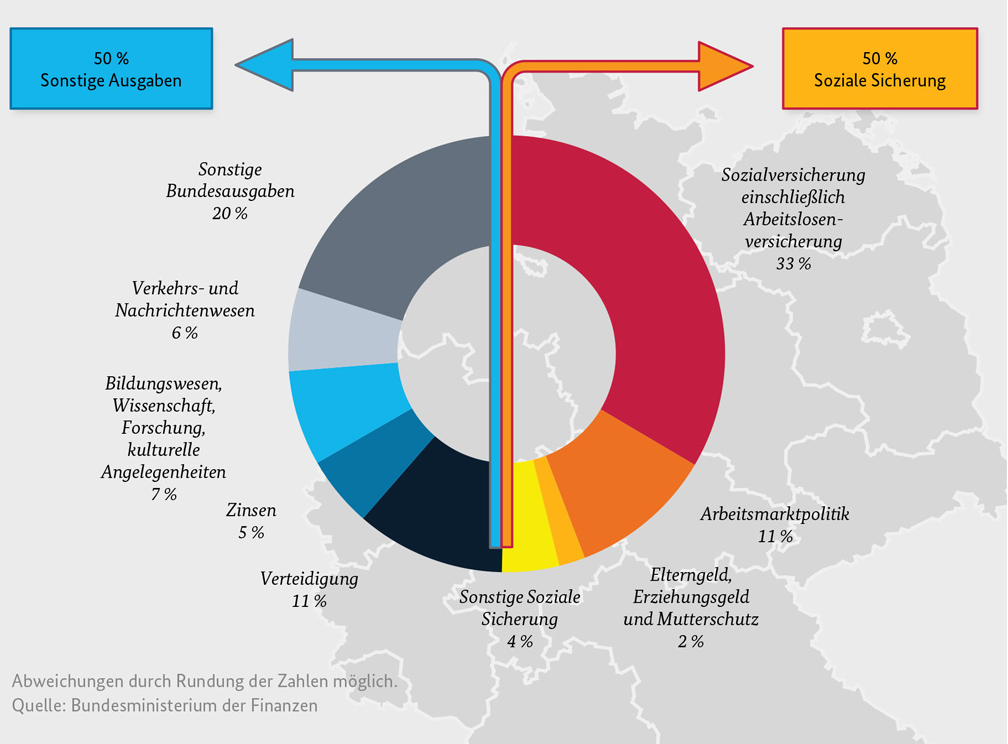 50 %
Sonstige Ausgaben
50 %
Soziale Sicherung
Sonstige
Bundesausgaben
20 %
Sozialversicherung
einschließlich
Arbeitslosen-
versicherung
33 %
Verkehrs- und
Nachrichtenwesen
6 %
Bildungswesen,
Wissenschaft,
Forschung,
kulturelle
Angelegenheiten
7 %
Zinsen
5 %
Arbeitsmarktpolitik
11 %
Verteidigung
11 %
Sonstige Soziale
Sicherung
4 %
Elterngeld,
Erziehungsgeld
und Mutterschutz
2 %
Abweichungen durch Rundung der Zahlen möglich.
Quelle: Bundesministerium der Finanzen